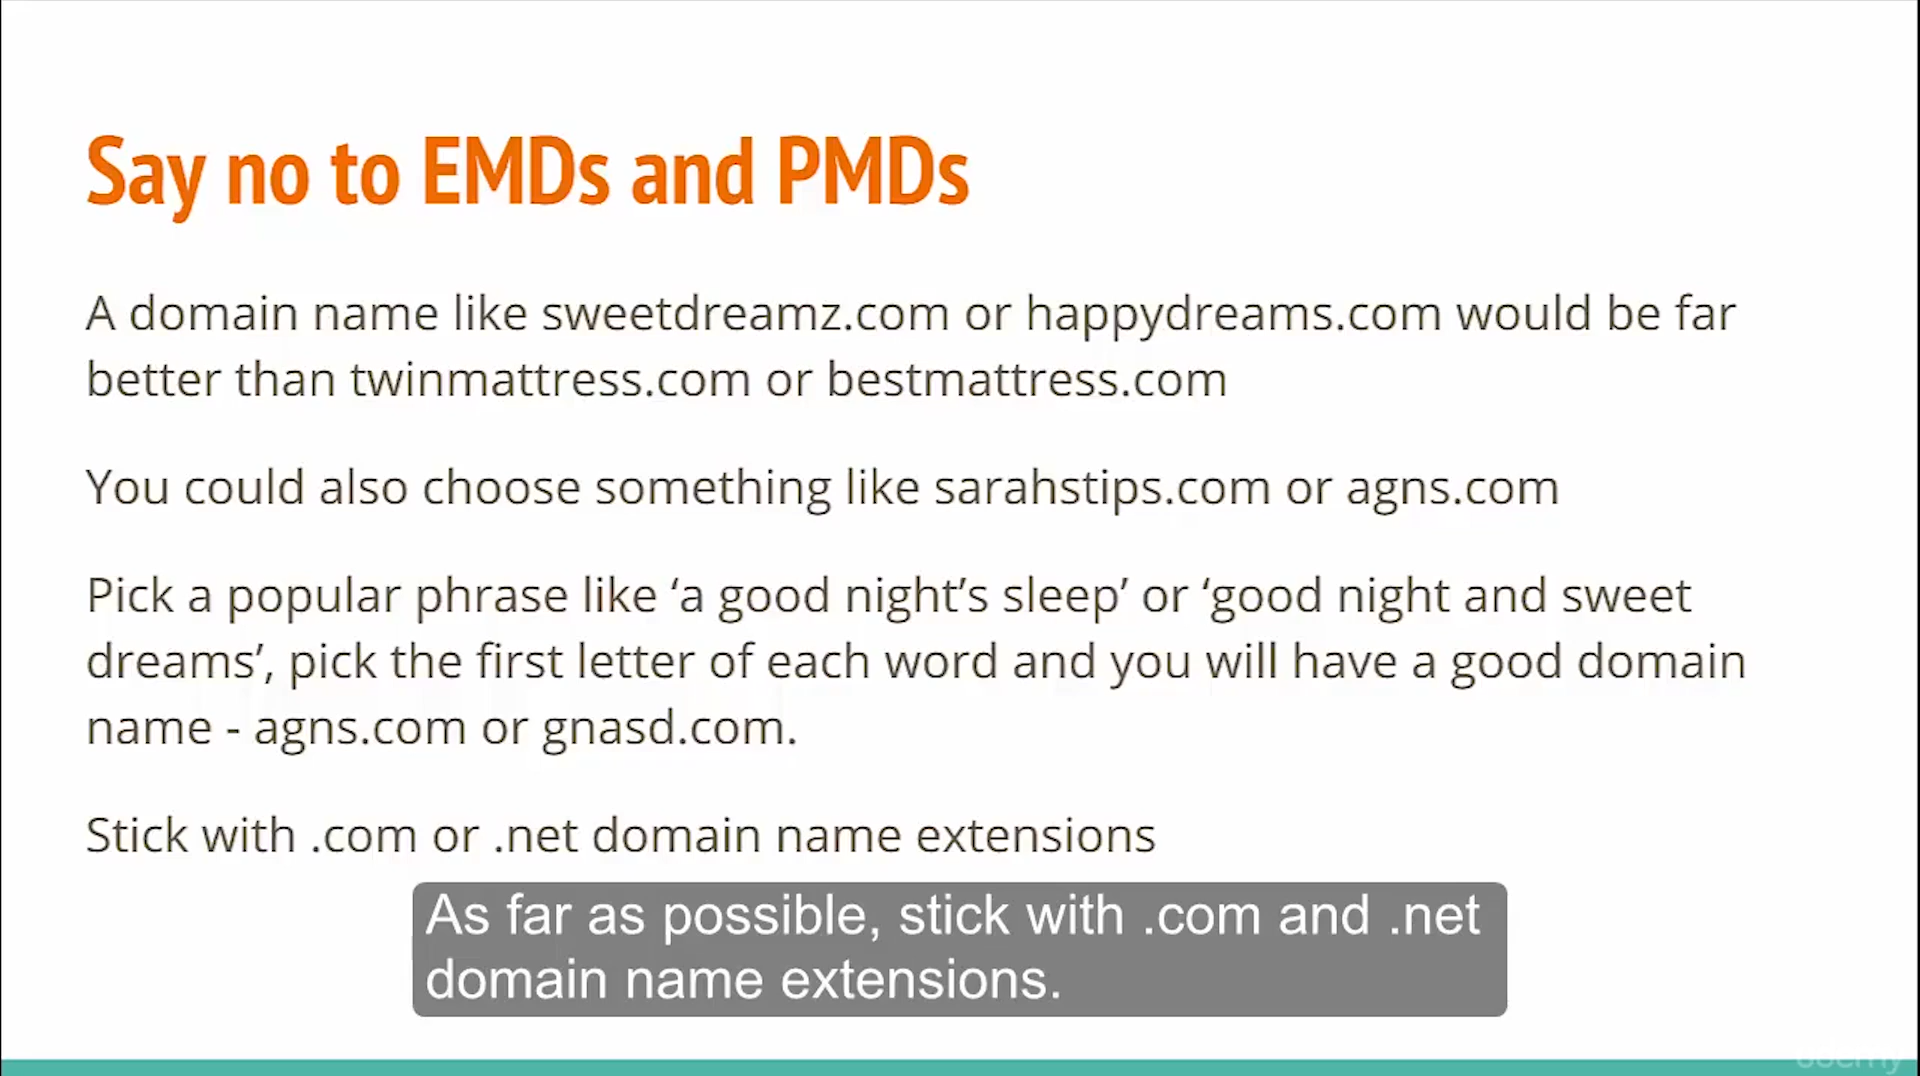 Say no to EMDs and PMDs
A domain name like sweetdreamz.com or happydreams.com would be far
better than twinmattress.com or bestmattress.com
You could also choose something like sarahstips.com or agns.com
Pick a popular phrase like ‘a good night’s sleep’ or ‘good night and sweet
dreams’, pick the first letter of each word and you will have a good domain
name - agns.com or gnasd.com.
Stick with .com or .net domain name extensions
As far as possible, stick with .com and .net
domain name extensions.